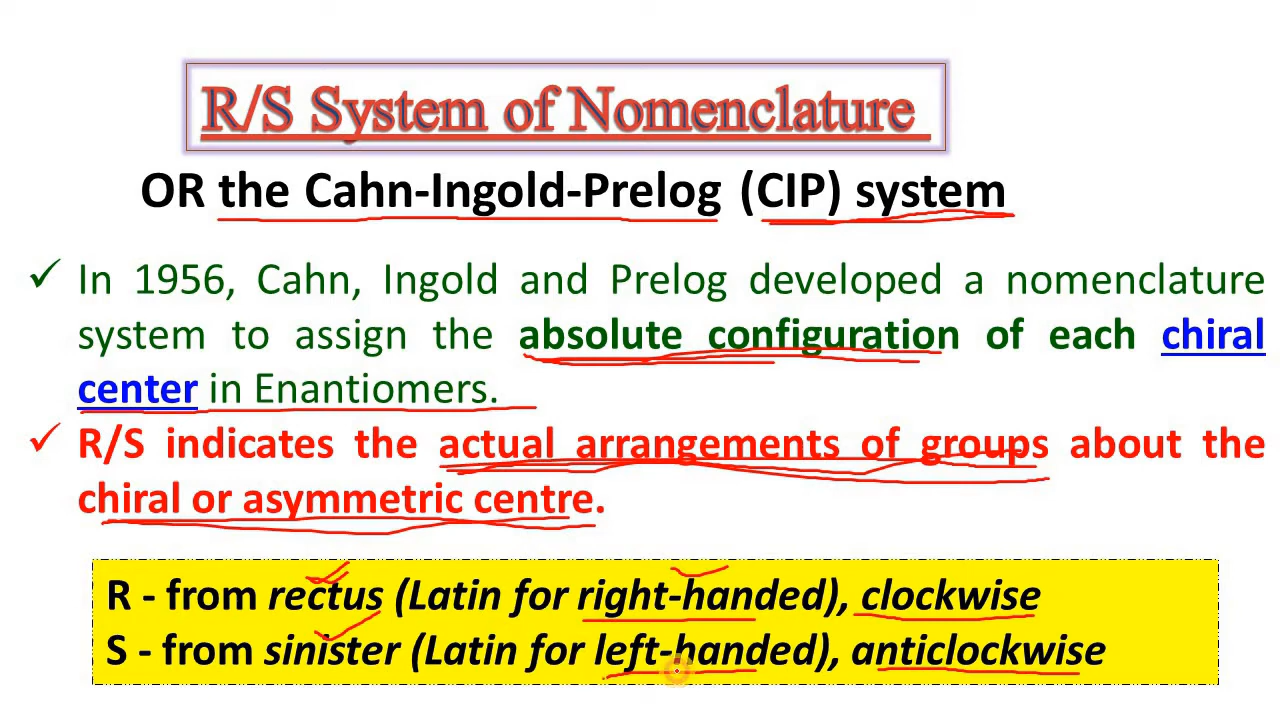 R/S System of Nomenclature
OR the Cahn-Ingold-Prelog (CIP) system
✓ In 1956, Cahn, Ingold and Prelog developed a nomenclature
system to assign the absolute configuration of each chiral
center in Enantiomers.
✓ R/S indicates the actual arrangements of groups about the
chiral or asymmetric centre.
R - from rectus (Latin for right-handed), clockwise
S - from sinister (Latin for left-handed), anticlockwise